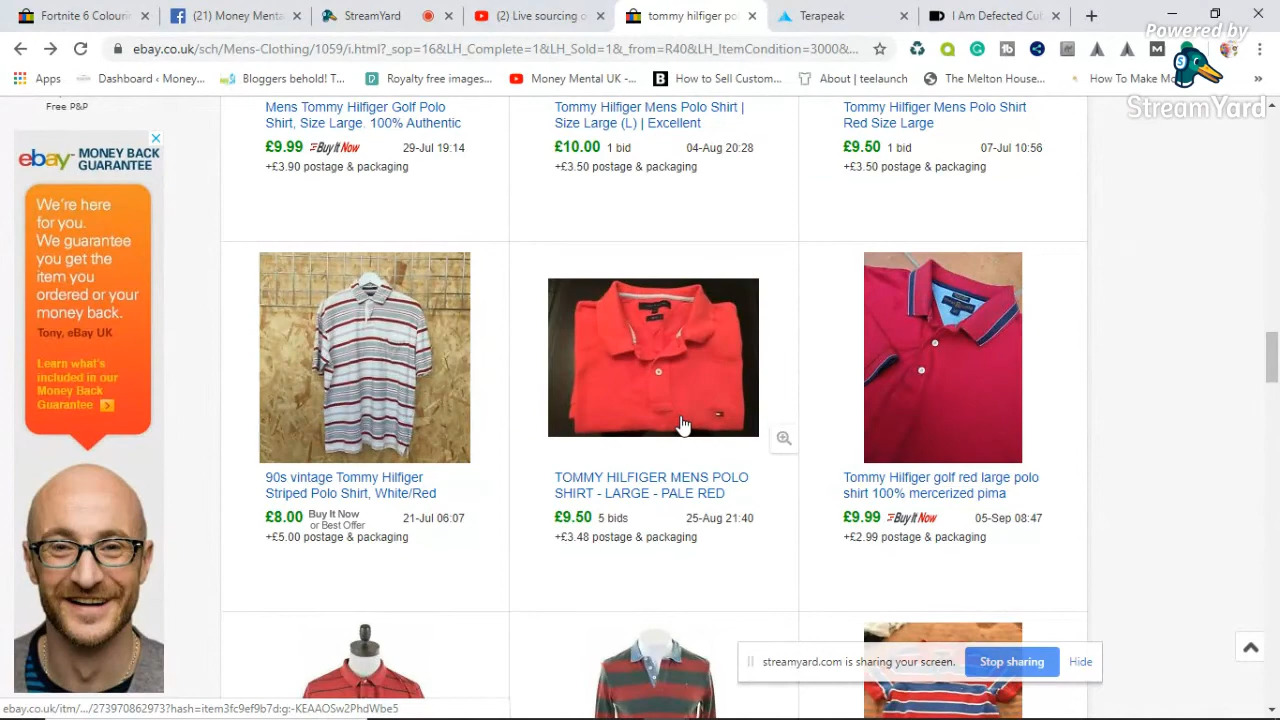 Fortnite 6 Colouri
(21) Money Menta
StreamYard
(2) Live sourcing o
tommy hilfiger po
Terapeak
I Am Defected Cu
Powered by
ebay.co.uk/sch/Mens-Clothing/1059/i.html?_sop=16&LH_Complete=1&LH_Sold=1&_from=R40&LH_ItemCondition=3000%...
Apps
Dashboard ‹ Money...
Bloggers behold! T...
Royalty free images...
Money Mental UK -...
How to Sell Custom...
About | teelaunch
The Melton House...
How To Make Mo
StreamYard
Free P&P
Mens Tommy Hilfiger Golf Polo
Shirt, Size Large. 100% Authentic
£9.99 Buy It Now 29-Jul 19:14
+£3.90 postage & packaging
Tommy Hilfiger Mens Polo Shirt |
Size Large (L) | Excellent
£10.00 1 bid 04-Aug 20:28
+£3.50 postage & packaging
Tommy Hilfiger Mens Polo Shirt
Red Size Large
£9.50 1 bid 07-Jul 10:56
+£3.50 postage & packaging
ebay MONEY BACK
GUARANTEE
We're here
for you.
We guarantee
you get the
item you
ordered or your
money back.
Tony, eBay UK
Learn what's
included in our
Money Back
Guarantee
90s vintage Tommy Hilfiger
Striped Polo Shirt, White/Red
£8.00 Buy It Now 21-Jul 06:07
or Best Offer
+£5.00 postage & packaging
TOMMY HILFIGER MENS POLO
SHIRT - LARGE - PALE RED
£9.50 5 bids 25-Aug 21:40
+£3.48 postage & packaging
Tommy Hilfiger golf red large polo
shirt 100% mercerized pima
£9.99 Buy It Now 05-Sep 08:47
+£2.99 postage & packaging
streamyard.com is sharing your screen.
Stop sharing
Hide